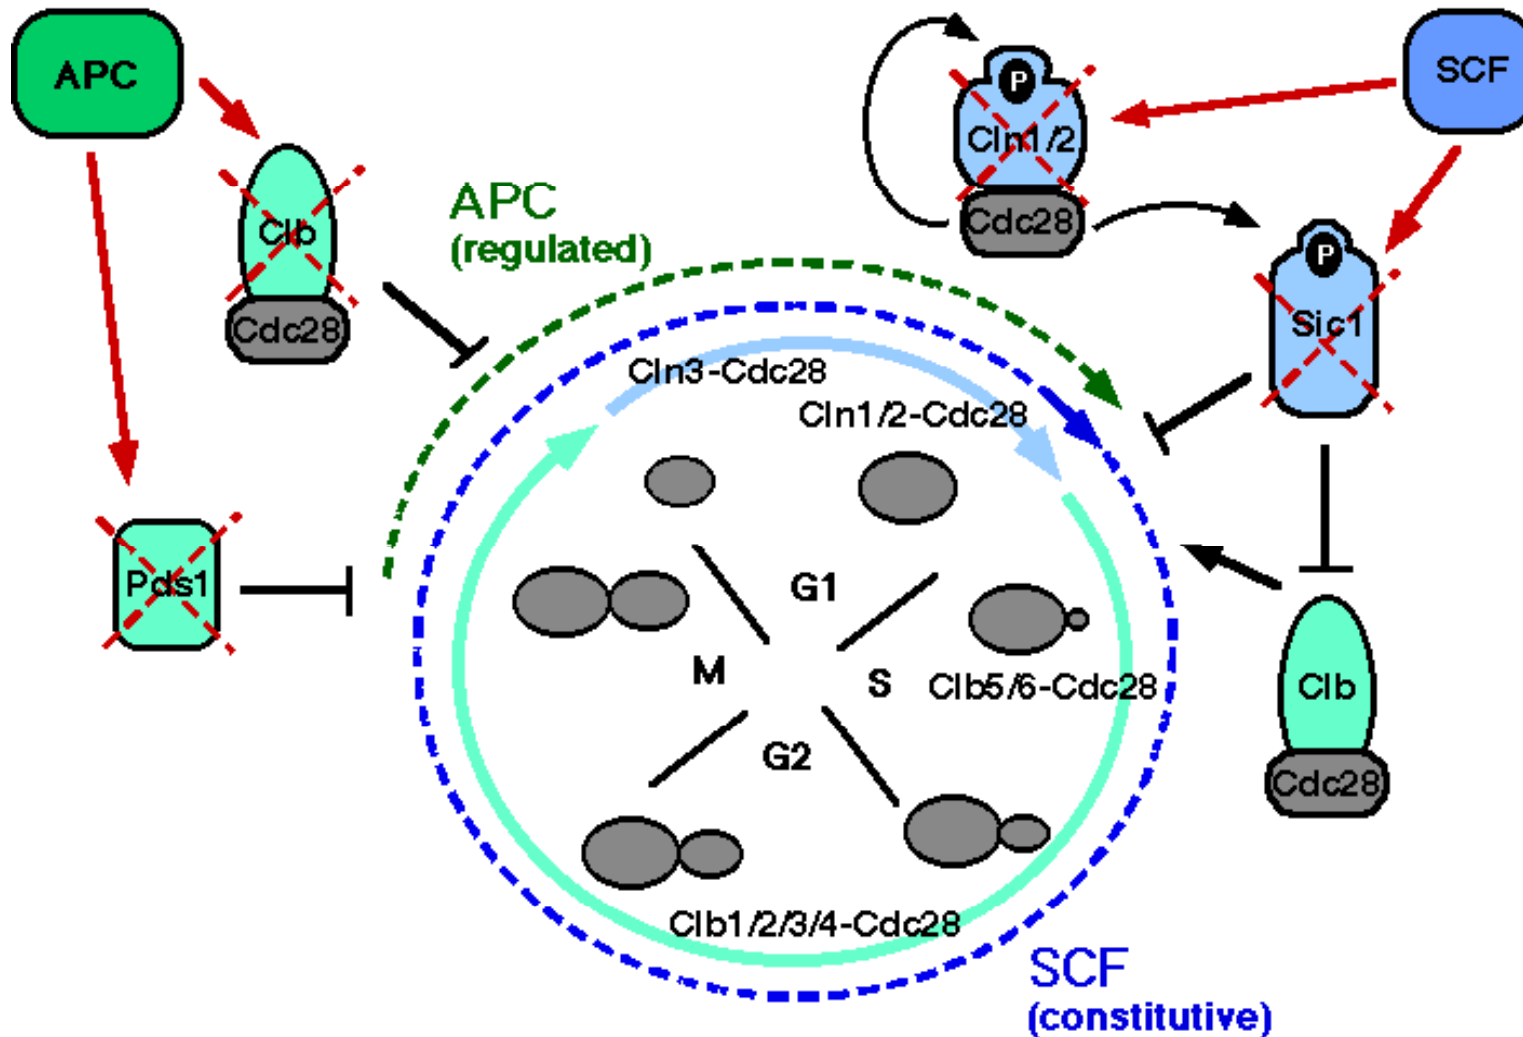 APC
SCF
P
Cln1/2
Cdc28
Clb
Cdc28
APC
(regulated)
P
Sic1
Cln3-Cdc28
Cln1/2-Cdc28
Pds1
G1
M
S
Clb5/6-Cdc28
G2
Clb
Cdc28
Clb1/2/3/4-Cdc28
SCF
(constitutive)